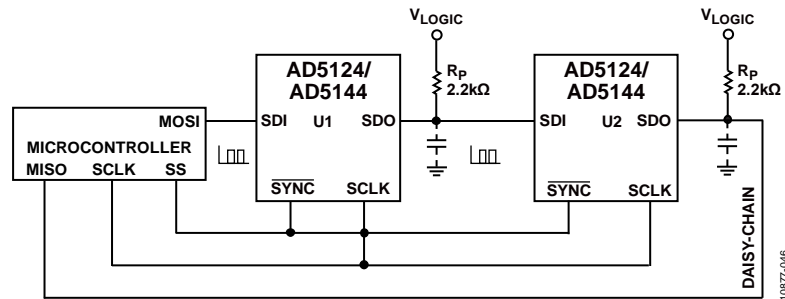 VLOGIC
VLOGIC
AD5124/
AD5144
RP
2.2kΩ
AD5124/
AD5144
RP
2.2kΩ
MOSI
SDI
U1
SDO
SDI
U2
SDO
MICROCONTROLLER
MISO
SCLK
SS
SYNC
SCLK
SYNC
SCLK
DAISY-CHAIN
10877-046